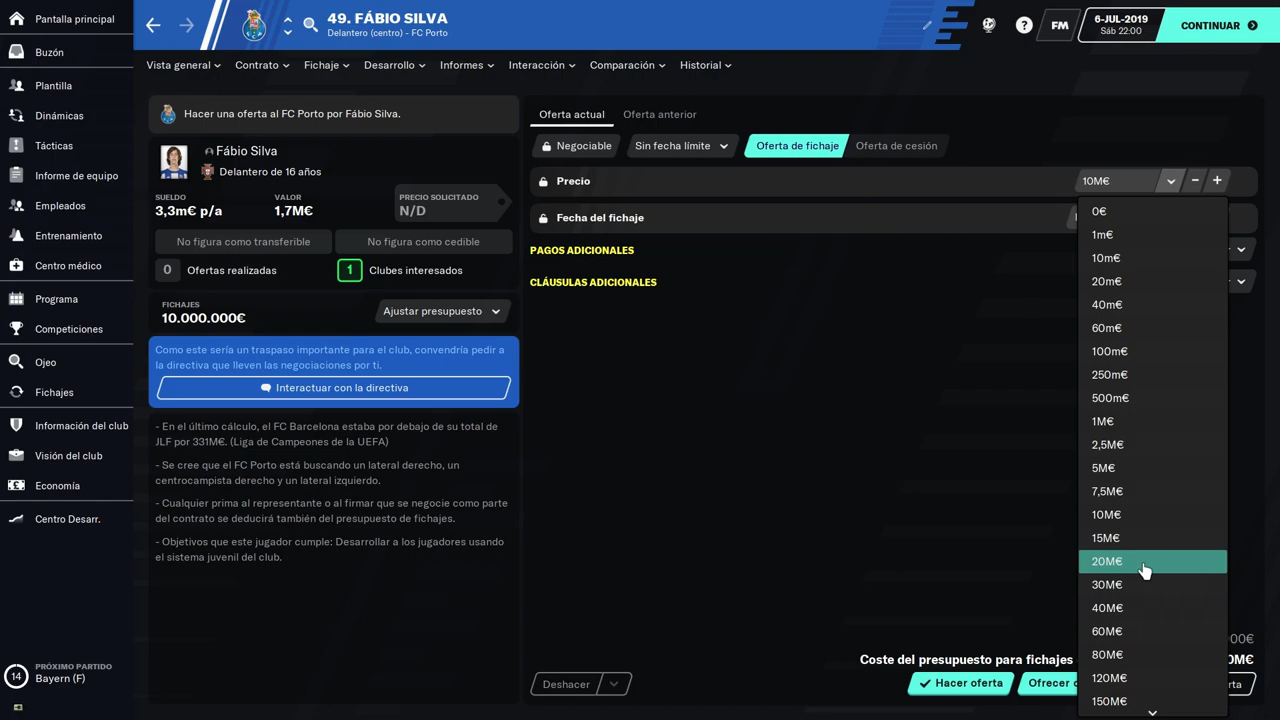 Pantalla principal
Buzón
Plantilla
Dinámicas
Tácticas
Informe de equipo
Empleados
Entrenamiento
Centro médico
Programa
Competiciones
Ojeo
Fichajes
Información del club
Visión del club
Economía
Centro Desarr.
14
PRÓXIMO PARTIDO
Bayern (F)
49. FÁBIO SILVA
Delantero (centro) - FC Porto
FM
6-JUL-2019
Sáb 22:00
CONTINUAR
Vista general
Contrato
Fichaje
Desarrollo
Informes
Interacción
Comparación
Historial
Hacer una oferta al FC Porto por Fábio Silva.
Fábio Silva
Delantero de 16 años
SUELDO
3,3m€ p/a
VALOR
1,7M€
PRECIO SOLICITADO
N/D
No figura como transferible
No figura como cedible
0 Ofertas realizadas
1 Clubes interesados
FICHAJES
10.000.000€
Ajustar presupuesto
Como este sería un traspaso importante para el club, convendría pedir a
la directiva que lleven las negociaciones por ti.
Interactuar con la directiva
- En el último cálculo, el FC Barcelona estaba por debajo de su total de
JLF por 331M€. (Liga de Campeones de la UEFA)
- Se cree que el FC Porto está buscando un lateral derecho, un
centrocampista derecho y un lateral izquierdo.
- Cualquier prima al representante o al firmar que se negocie como parte
del contrato se deducirá también del presupuesto de fichajes.
- Objetivos que este jugador cumple: Desarrollar a los jugadores usando
el sistema juvenil del club.
Oferta actual
Oferta anterior
Negociable
Sin fecha límite
Oferta de fichaje
Oferta de cesión
Precio
10M€
Fecha del fichaje
PAGOS ADICIONALES
CLÁUSULAS ADICIONALES
0€
1m€
10m€
20m€
40m€
60m€
100m€
250m€
500m€
1M€
2,5M€
5M€
7,5M€
10M€
15M€
20M€
30M€
40M€
60M€
80M€
120M€
150M€
Coste del presupuesto para fichajes
Deshacer
Hacer oferta
Ofrecer